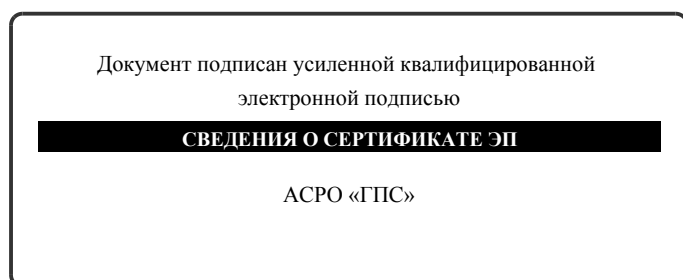 Документ подписан усиленной квалифицированной
электронной подписью
СВЕДЕНИЯ О СЕРТИФИКАТЕ ЭП
АСРО «ГПС»